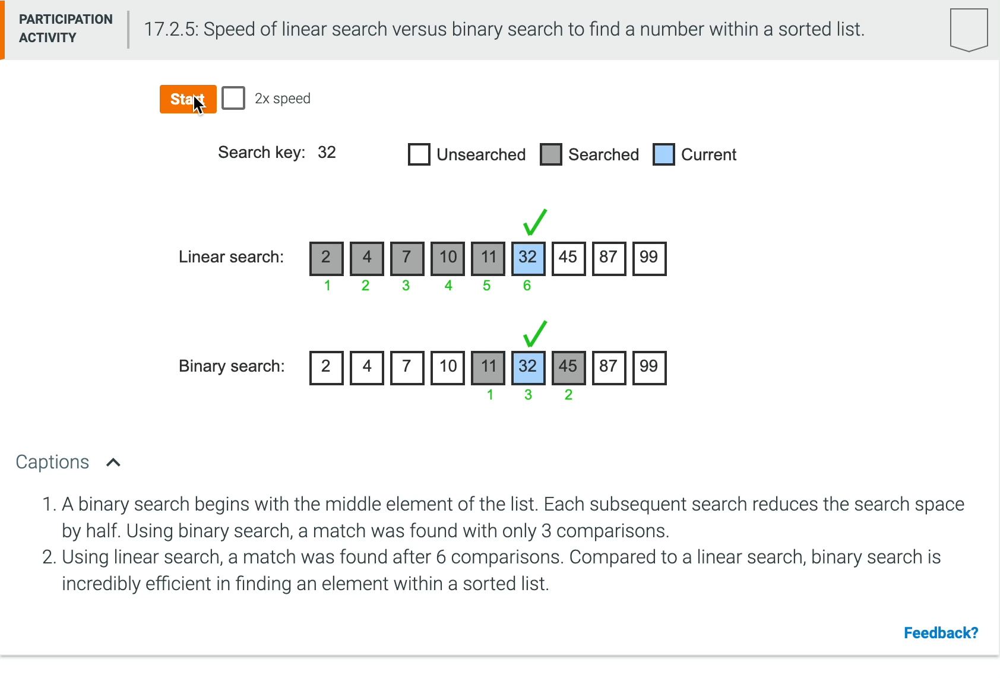 PARTICIPATION
ACTIVITY
17.2.5: Speed of linear search versus binary search to find a number within a sorted list.
Start 2x speed
Search key: 32 Unsearched Searched Current
Linear search: 2 4 7 10 11 32 45 87 99
1 2 3 4 5 6
Binary search: 2 4 7 10 11 32 45 87 99
1 3 2
Captions
1. A binary search begins with the middle element of the list. Each subsequent search reduces the search space
by half. Using binary search, a match was found with only 3 comparisons.
2. Using linear search, a match was found after 6 comparisons. Compared to a linear search, binary search is
incredibly efficient in finding an element within a sorted list.
Feedback?